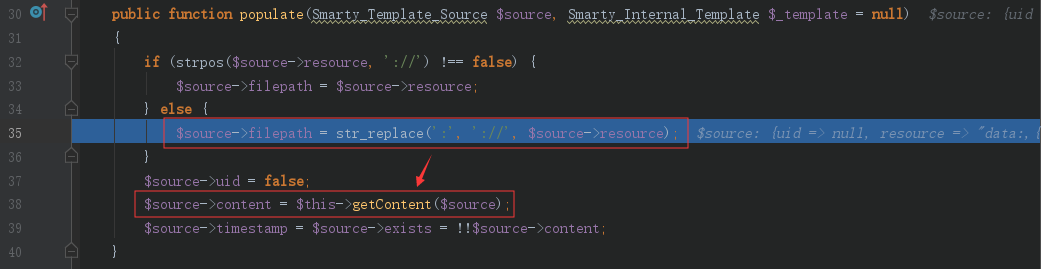 30 public function populate(Smarty_Template_Source $source, Smarty_Internal_Template $_template = null) $source: {uid
31 {
32 if (strpos($source->resource, '://') !== false) {
33 $source->filepath = $source->resource;
34 } else {
35 $source->filepath = str_replace(':', '://', $source->resource); $source: {uid => null, resource => "data:,{
36 }
37 $source->uid = false;
38 $source->content = $this->getContent($source);
39 $source->timestamp = $source->exists = !!$source->content;
40 }